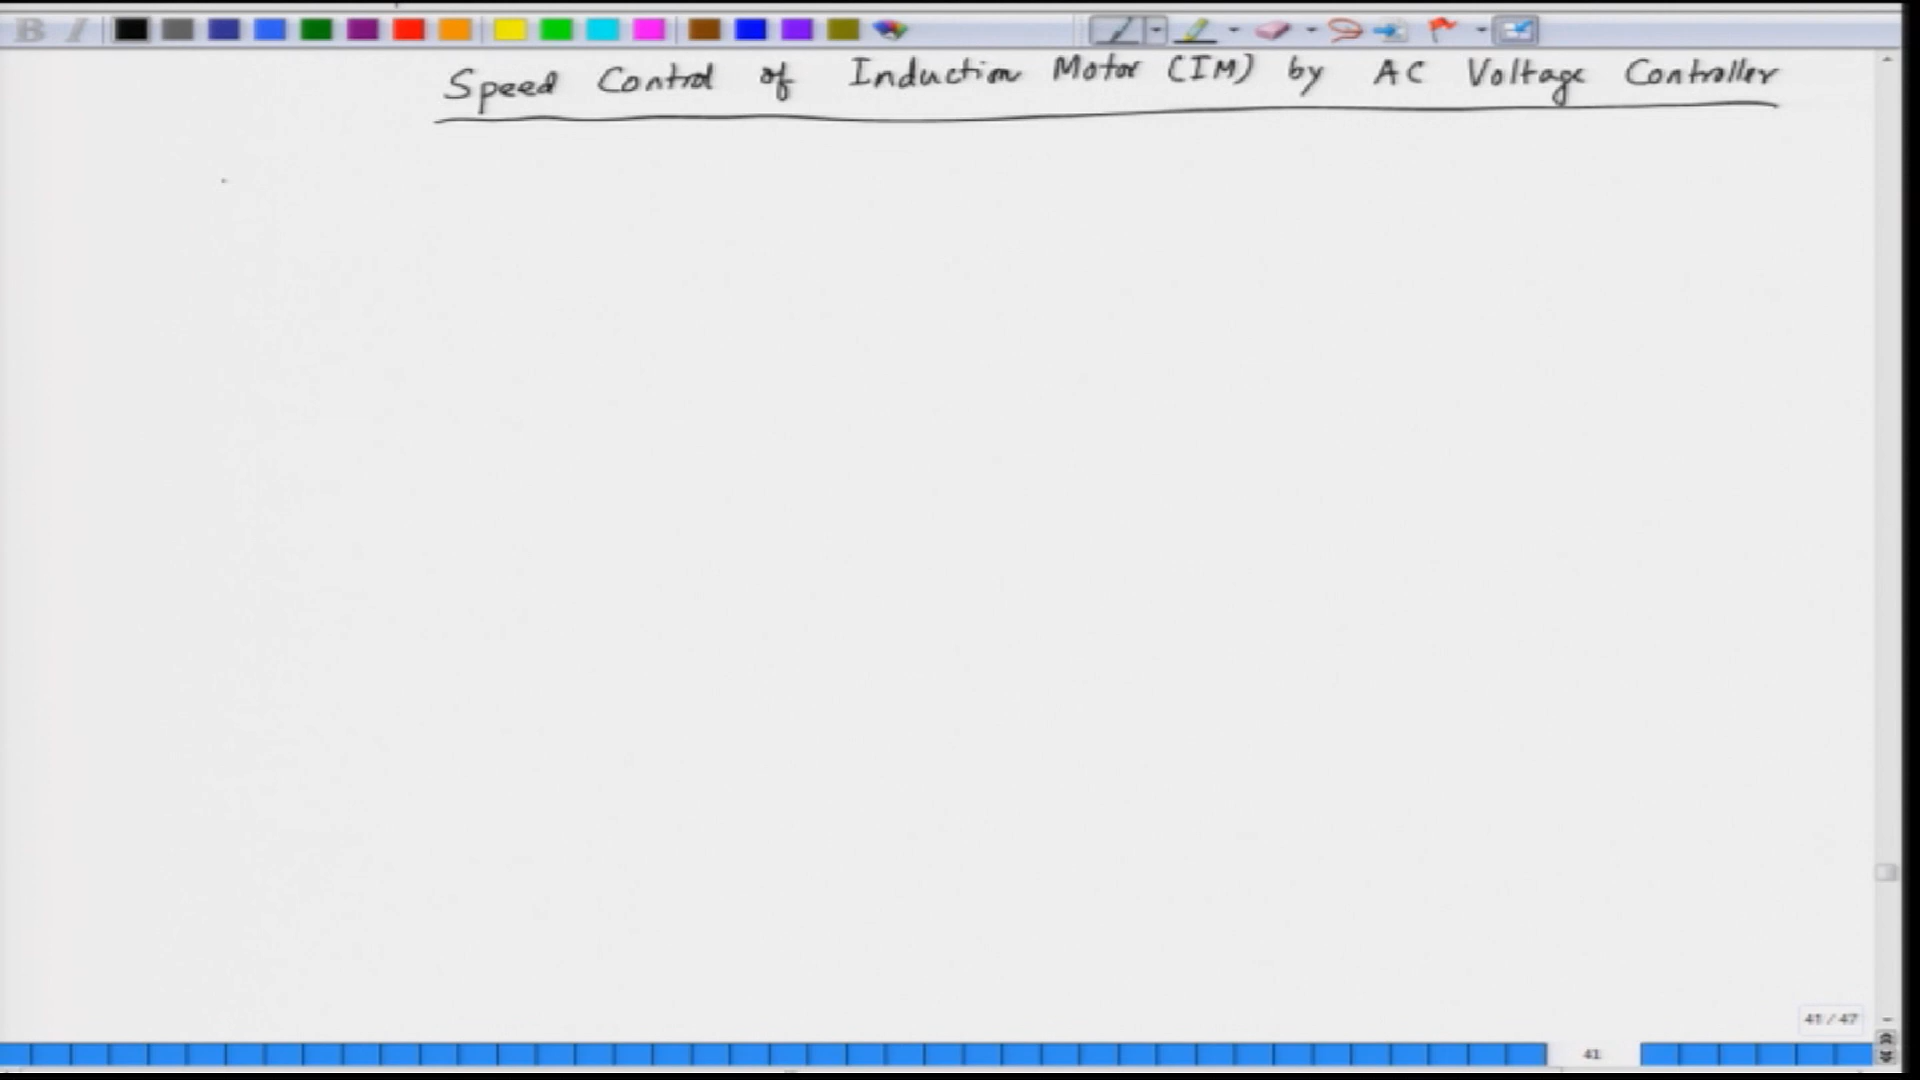 B I
Speed Control of Induction Motor (IM) by AC Voltage Controller
41 / 47
41